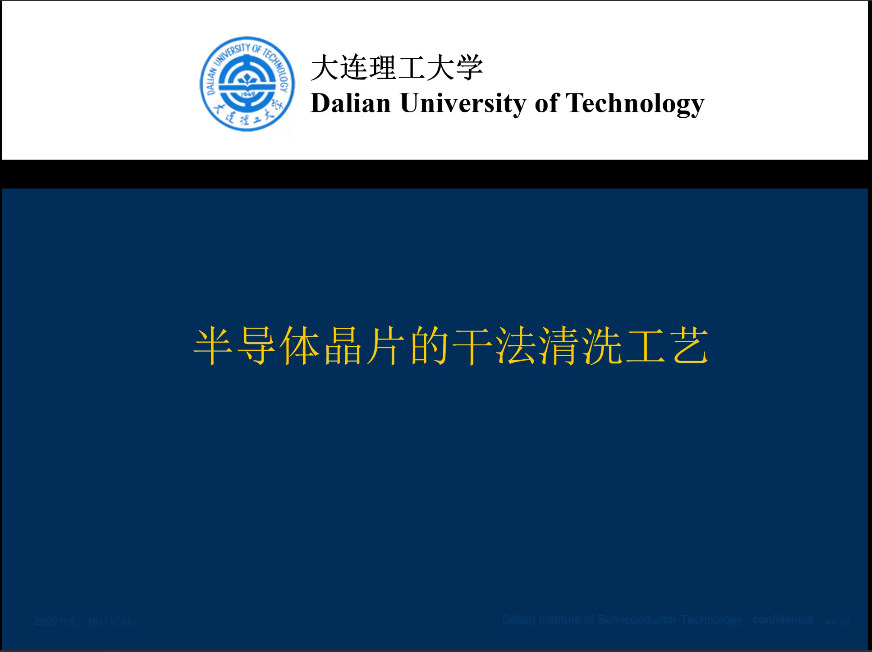 DALIAN UNIVERSITY OF TECHNOLOGY
1949
大连理工大学
大连理工大学
Dalian University of Technology
半导体晶片的干法清洗工艺
Dalian Institute of Semiconductor Technology - confidential